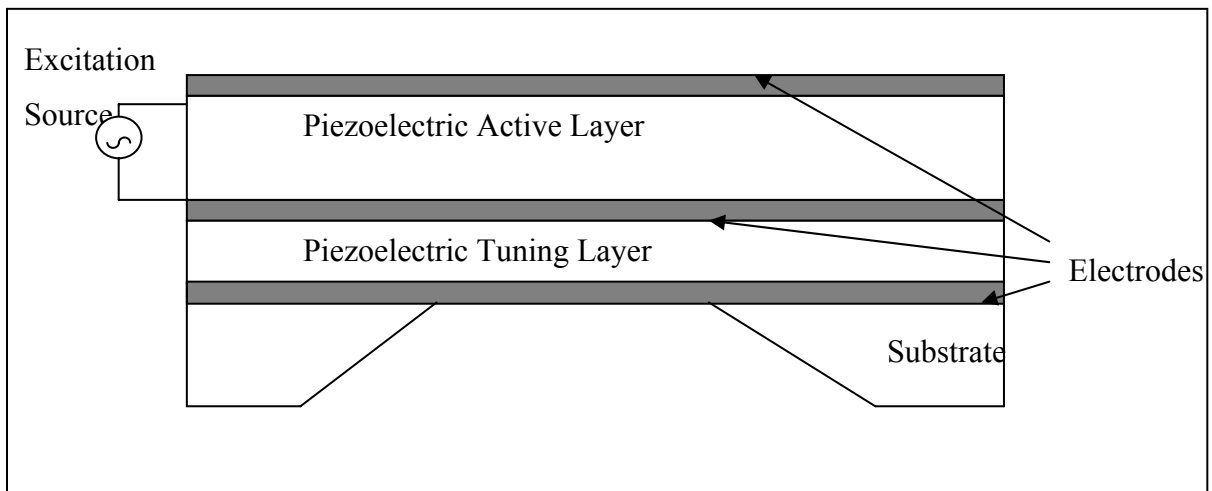 Excitation
Source
Piezoelectric Active Layer
Piezoelectric Tuning Layer
Electrodes
Substrate